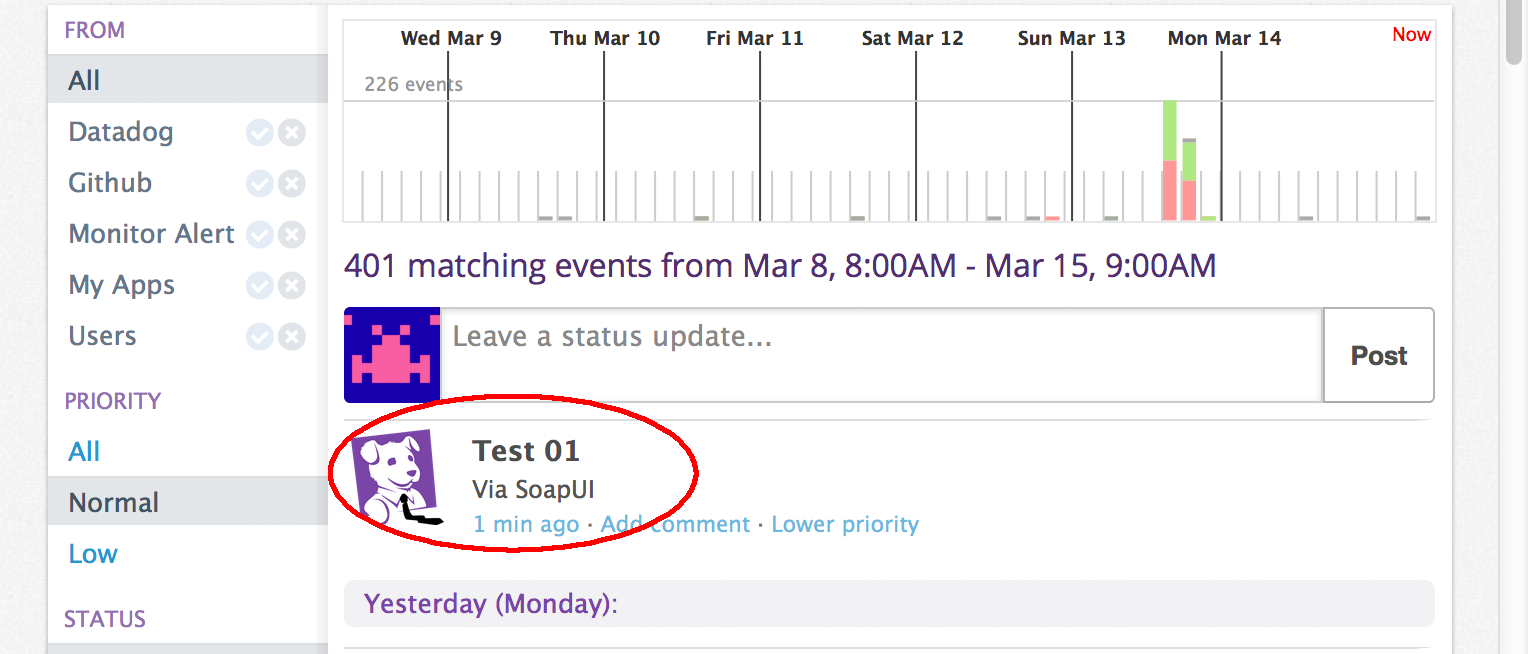 FROM
All
Datadog
Github
Monitor Alert
My Apps
Users
PRIORITY
All
Normal
Low
STATUS
Wed Mar 9 Thu Mar 10 Fri Mar 11 Sat Mar 12 Sun Mar 13 Mon Mar 14 Now
226 events
401 matching events from Mar 8, 8:00AM - Mar 15, 9:00AM
Leave a status update...
Post
Test 01
Via SoapUI
1 min ago · Add comment · Lower priority
Yesterday (Monday):